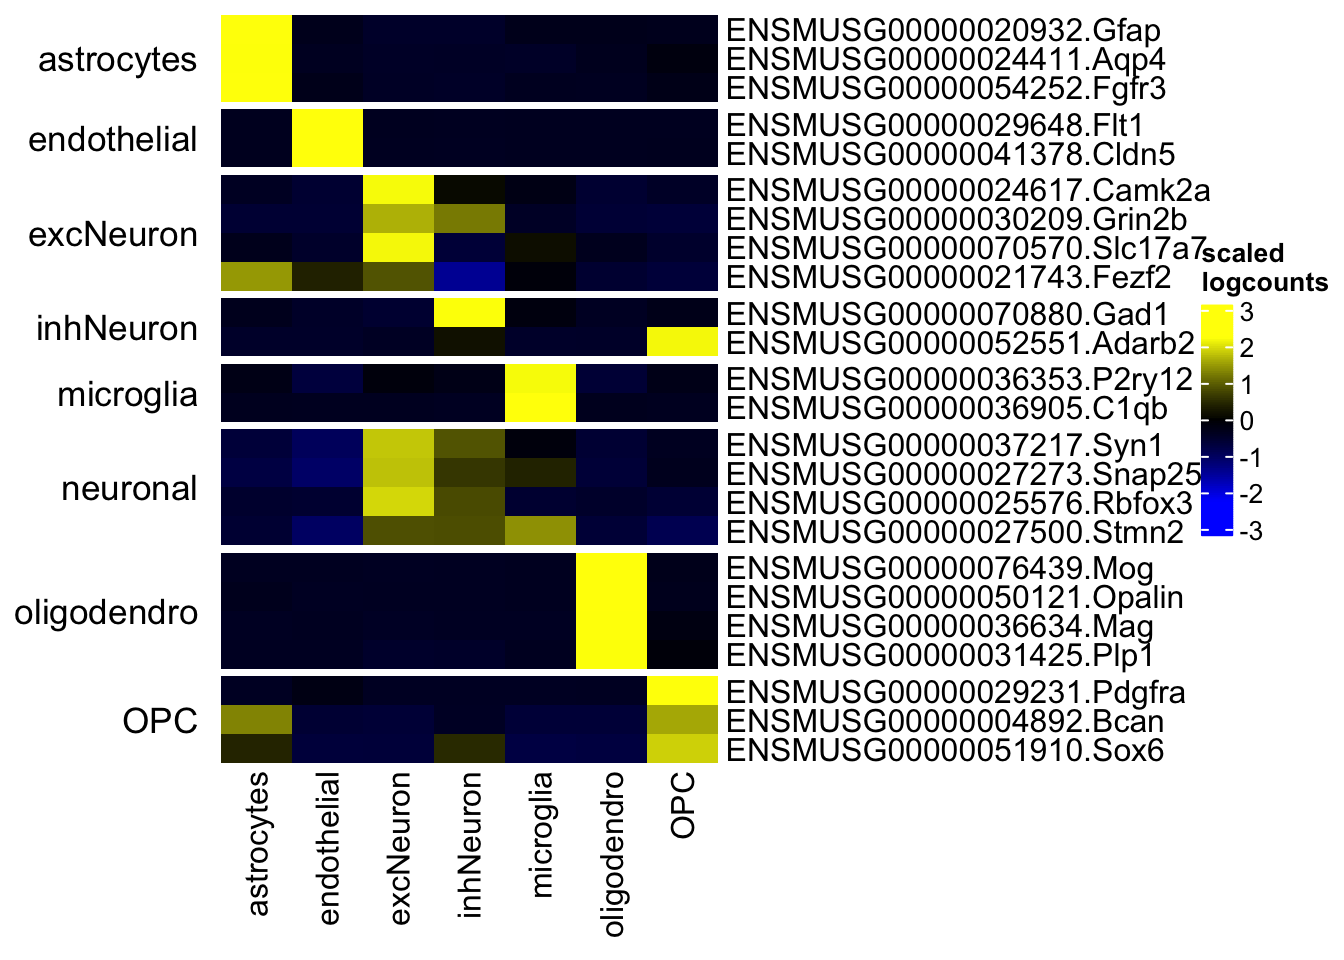 astrocytes
ENSMUSG00000020932.Gfap
ENSMUSG00000024411.Aqp4
ENSMUSG00000054252.Fgfr3
endothelial
ENSMUSG00000029648.Flt1
ENSMUSG00000041378.Cldn5
excNeuron
ENSMUSG00000024617.Camk2a
ENSMUSG00000030209.Grin2b
ENSMUSG00000070570.Slc17a7
ENSMUSG00000021743.Fezf2
inhNeuron
ENSMUSG00000070880.Gad1
ENSMUSG00000052551.Adarb2
microglia
ENSMUSG00000036353.P2ry12
ENSMUSG00000036905.C1qb
neuronal
ENSMUSG00000037217.Syn1
ENSMUSG00000027273.Snap25
ENSMUSG00000025576.Rbfox3
ENSMUSG00000027500.Stmn2
oligodendro
ENSMUSG00000076439.Mog
ENSMUSG00000050121.Opalin
ENSMUSG00000036634.Mag
ENSMUSG00000031425.Plp1
OPC
ENSMUSG00000029231.Pdgfra
ENSMUSG00000004892.Bcan
ENSMUSG00000051910.Sox6
scaled
logcounts
3
2
1
0
-1
-2
-3
astrocytes
endothelial
excNeuron
inhNeuron
microglia
oligodendro
OPC